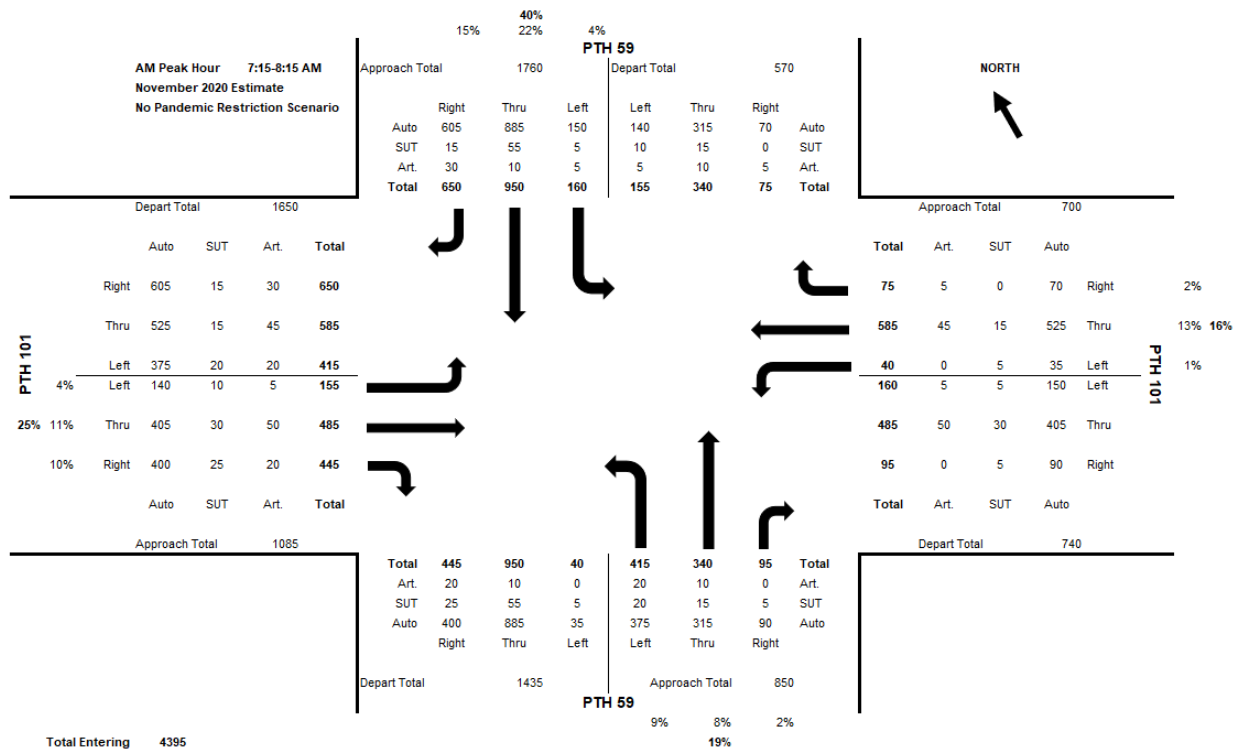 40%
15% 22% 4%
PTH 59
AM Peak Hour 7:15-8:15 AM Approach Total 1760 Depart Total 570 NORTH
November 2020 Estimate
No Pandemic Restriction Scenario
Right Thru Left Left Thru Right
Auto 605 885 150 140 315 70 Auto
SUT 15 55 5 10 15 0 SUT
Art. 30 10 5 5 10 5 Art.
Total 650 950 160 155 340 75 Total
Depart Total 1650 Approach Total 700
Auto SUT Art. Total Total Art. SUT Auto
Right 605 15 30 650 75 5 0 70 Right 2%
Thru 525 15 45 585 585 45 15 525 Thru 13% 16%
PTH 101 PTH 101
Left 375 20 20 415 40 0 5 35 Left 1%
4% Left 140 10 5 155 160 5 5 150 Left
25% 11% Thru 405 30 50 485 485 50 30 405 Thru
10% Right 400 25 20 445 95 0 5 90 Right
Auto SUT Art. Total Total Art. SUT Auto
Approach Total 1085 Depart Total 740
Total 445 950 40 415 340 95 Total
Art. 20 10 0 20 10 0 Art.
SUT 25 55 5 20 15 5 SUT
Auto 400 885 35 375 315 90 Auto
Right Thru Left Left Thru Right
Depart Total 1435 Approach Total 850
PTH 59
9% 8% 2%
Total Entering 4395 19%